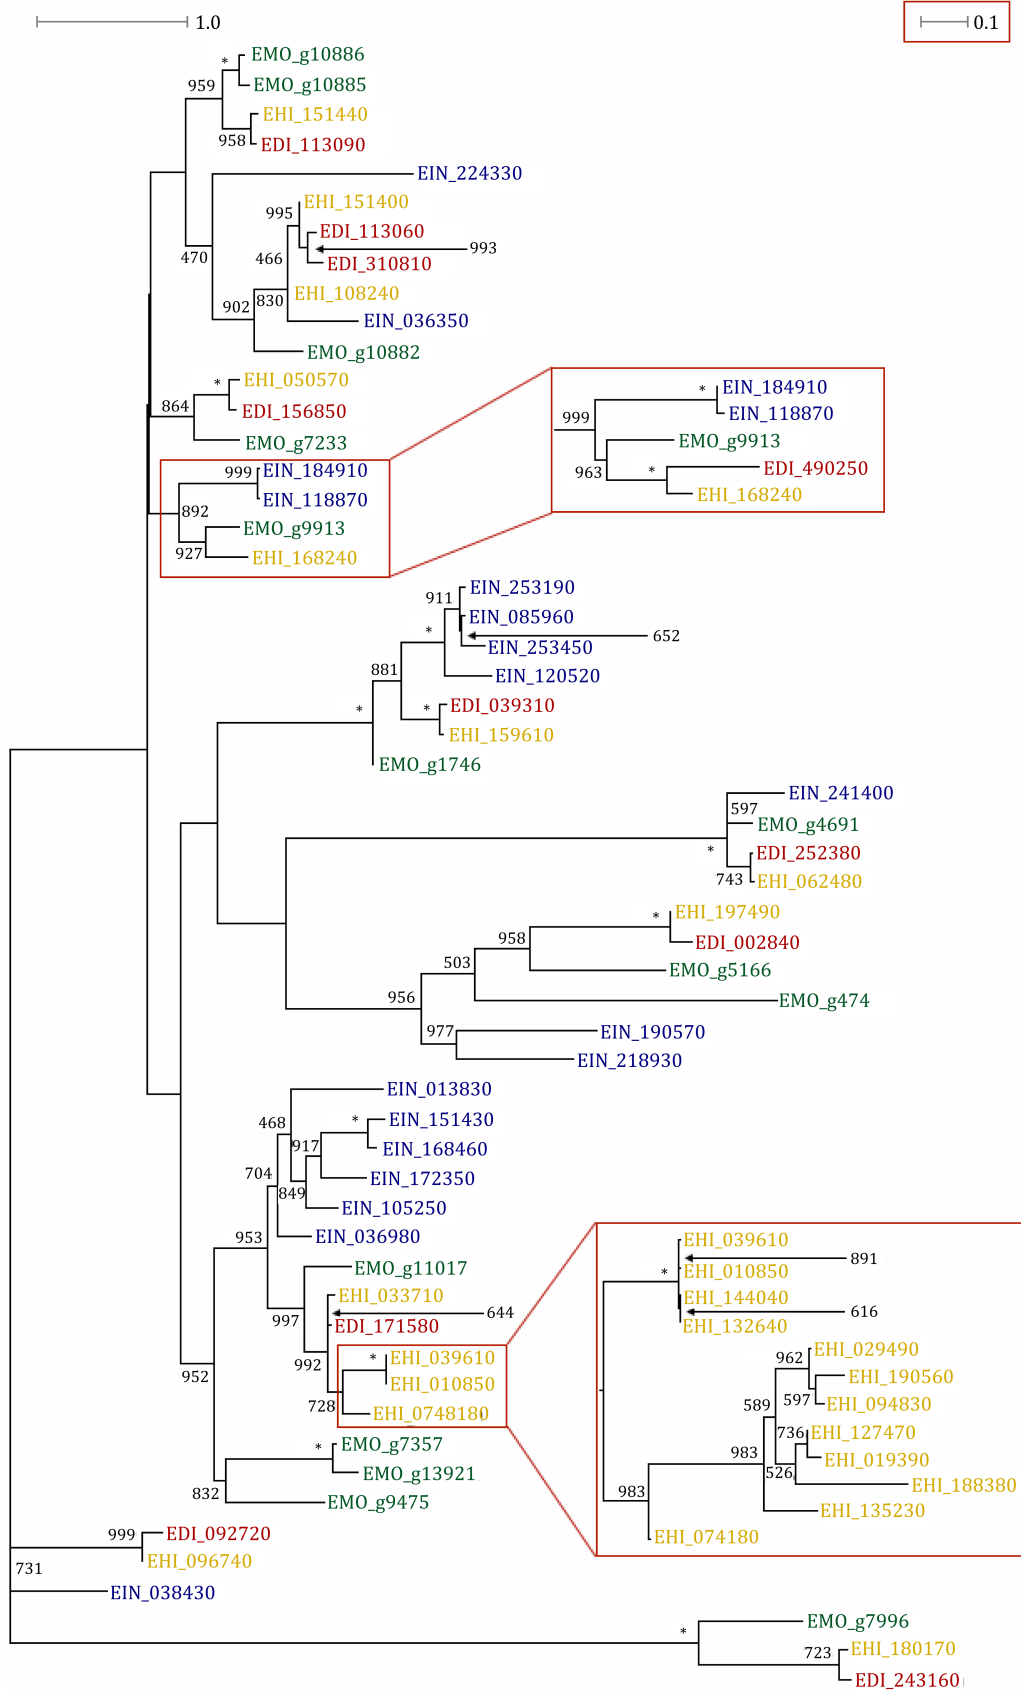 1.0
0.1
EMO_g10886
*
EMO_g10885
959
EHI_151440
958
EDI_113090
EIN_224330
EHI_151400
995
EDI_113060
993
470
466
EDI_310810
EHI_108240
902
830
EIN_036350
EMO_g10882
EHI_050570
*
864
EDI_156850
EMO_g7233
999
EIN_184910
EIN_118870
892
EMO_g9913
927
EHI_168240
*
EIN_184910
999
EIN_118870
EMO_g9913
963
*
EDI_490250
EHI_168240
EIN_253190
911
EIN_085960
*
652
EIN_253450
881
EIN_120520
*
*
EDI_039310
EHI_159610
EMO_g1746
EIN_241400
597
EMO_g4691
*
EDI_252380
743
EHI_062480
EHI_197490
*
958
EDI_002840
503
EMO_g5166
956
EMO_g474
977
EIN_190570
EIN_218930
EIN_013830
468
*
EIN_151430
917
EIN_168460
704
849
EIN_172350
EIN_105250
953
EIN_036980
EMO_g11017
EHI_033710
997
644
EDI_171580
992
952
*
EHI_039610
EHI_010850
728
EHI_0748180
*
EMO_g7357
EMO_g13921
832
EMO_g9475
EHI_039610
891
*
EHI_010850
EHI_144040
616
EHI_132640
EHI_029490
962
EHI_190560
589
597
EHI_094830
736
EHI_127470
983
526
EHI_019390
983
EHI_188380
EHI_135230
EHI_074180
999
EDI_092720
EHI_096740
731
EIN_038430
EMO_g7996
*
723
EHI_180170
EDI_243160